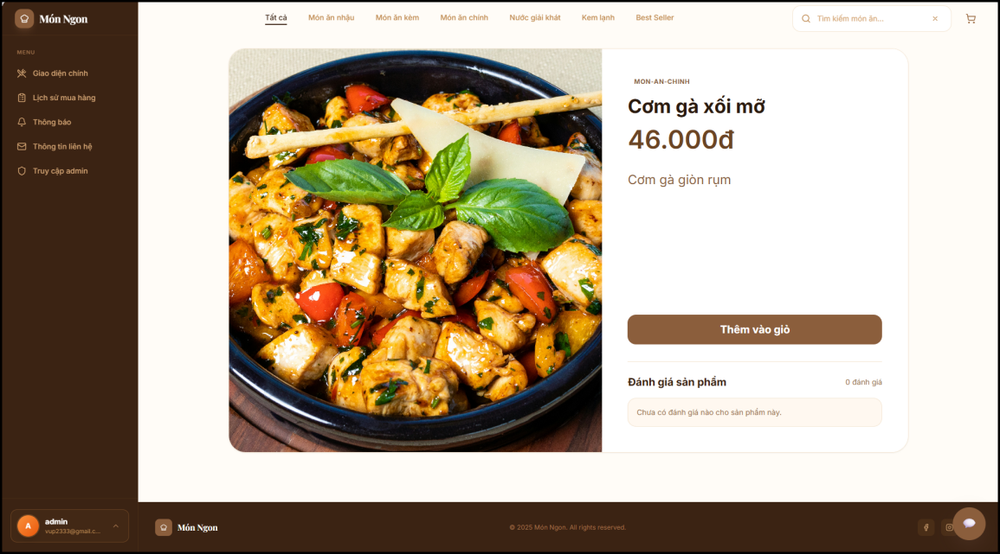 Món Ngon
MENU
Giao diện chính
Lịch sử mua hàng
Thông báo
Thông tin liên hệ
Truy cập admin
A
admin
vup2333@gmail.c...
Tất cả
Món ăn nhậu
Món ăn kèm
Món ăn chính
Nước giải khát
Kem lạnh
Best Seller
Tìm kiếm món ăn...
MON-AN-CHINH
Cơm gà xối mỡ
46.000đ
Cơm gà giòn rụm
Thêm vào giỏ
Đánh giá sản phẩm
0 đánh giá
Chưa có đánh giá nào cho sản phẩm này.
Món Ngon
© 2025 Món Ngon. All rights reserved.